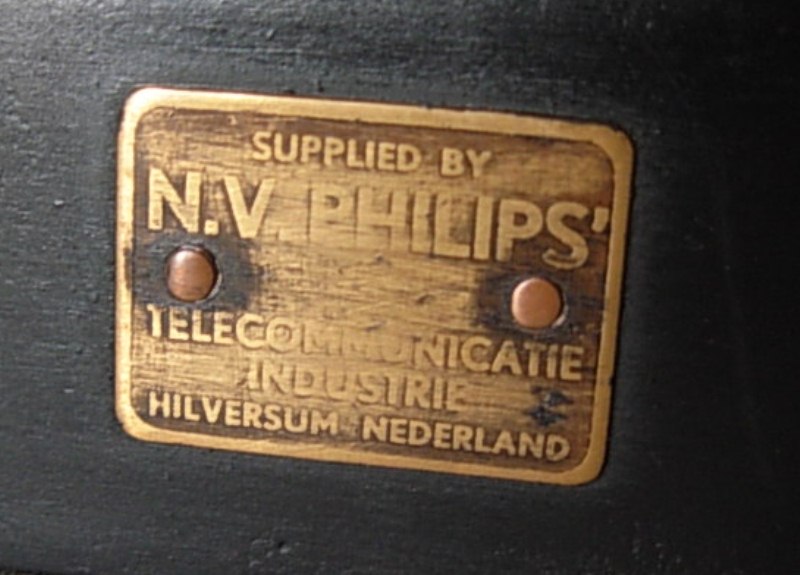 SUPPLIED BY
N.V. PHILIPS'
TELECOMMUNICATIE
INDUSTRIE
HILVERSUM NEDERLAND